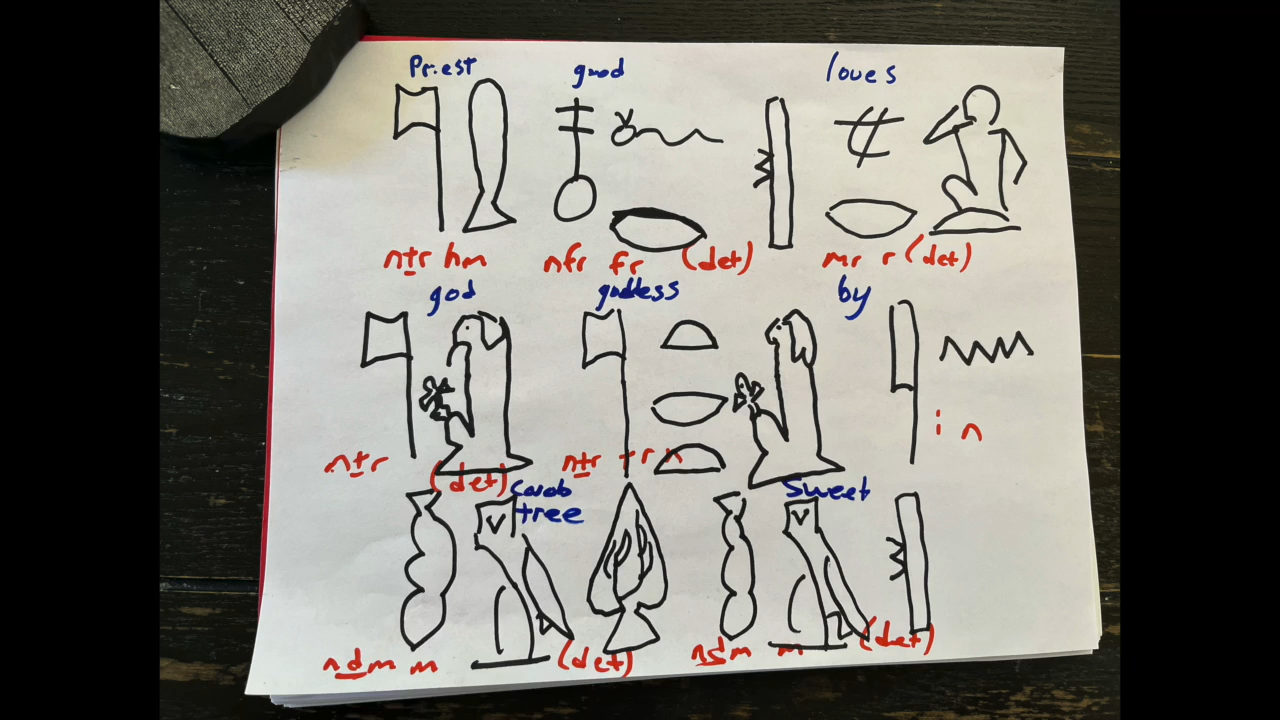 Priest good loves
nṯr hm nfr fr (det) mr r (det)
god goddess by
i n
nṯr (det) nṯr
carob sweet
tree
nḏm m (det) nḏm m (det)